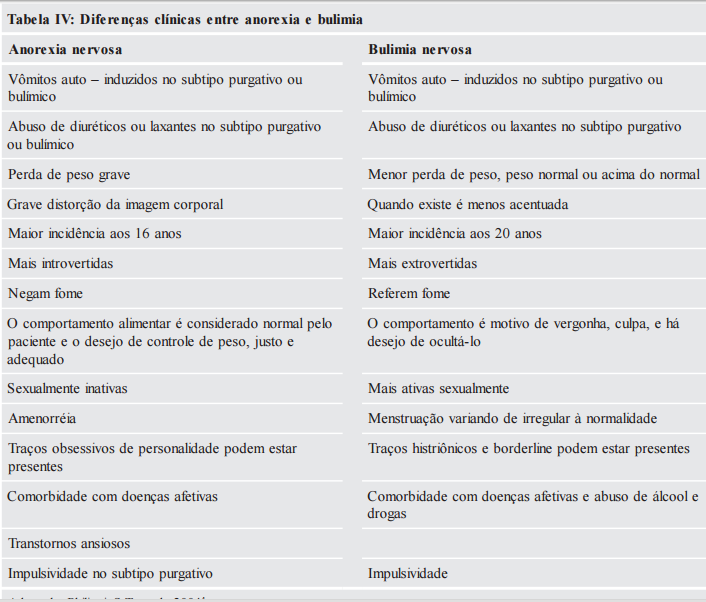 Tabela IV: Diferenças clínicas entre anorexia e bulimia
Anorexia nervosa
Bulimia nervosa
Vômitos auto – induzidos no subtipo purgativo ou
bulímico
Vômitos auto – induzidos no subtipo purgativo ou
bulímico
Abuso de diuréticos ou laxantes no subtipo purgativo
ou bulímico
Abuso de diuréticos ou laxantes no subtipo purgativo
Perda de peso grave
Menor perda de peso, peso normal ou acima do normal
Grave distorção da imagem corporal
Quando existe é menos acentuada
Maior incidência aos 16 anos
Maior incidência aos 20 anos
Mais introvertidas
Mais extrovertidas
Negam fome
Referem fome
O comportamento alimentar é considerado normal pelo
paciente e o desejo de controle de peso, justo e
adequado
O comportamento é motivo de vergonha, culpa, e há
desejo de ocultá-lo
Sexualmente inativas
Mais ativas sexualmente
Amenorréia
Menstruação variando de irregular à normalidade
Traços obsessivos de personalidade podem estar
presentes
Traços histriônicos e borderline podem estar presentes
Comorbidade com doenças afetivas
Comorbidade com doenças afetivas e abuso de álcool e
drogas
Transtornos ansiosos
Impulsividade no subtipo purgativo
Impulsividade